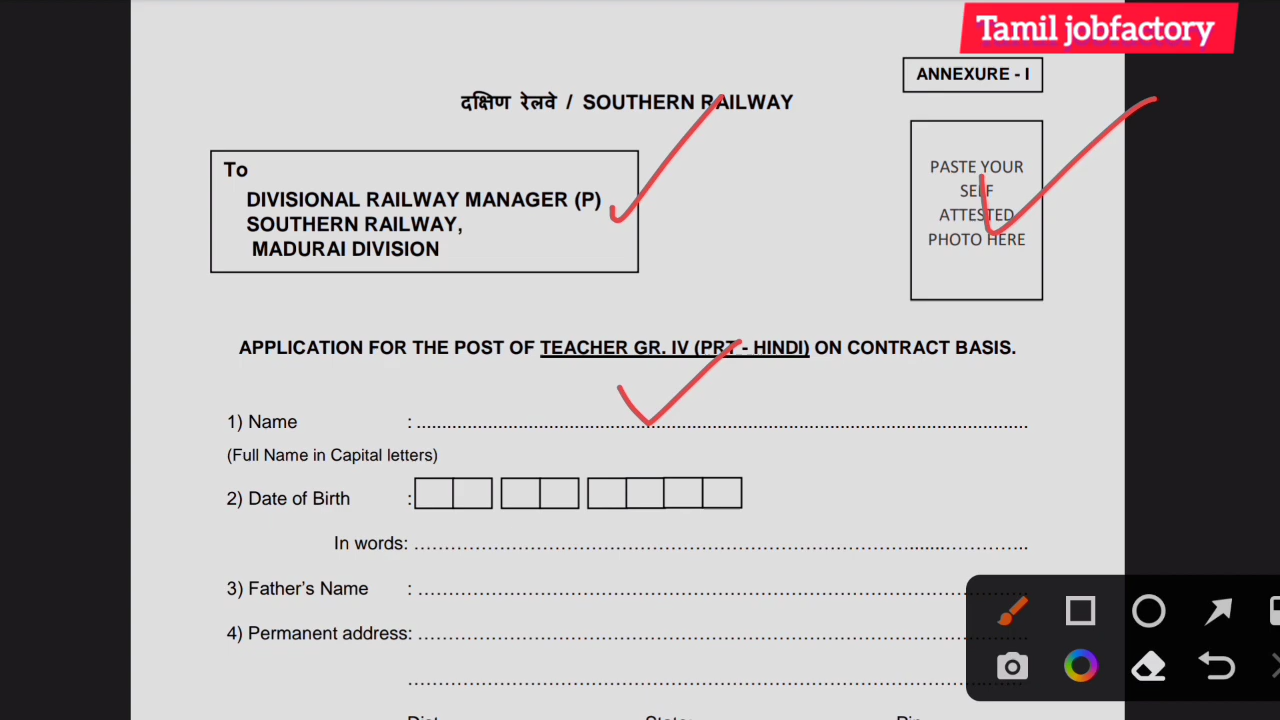 Tamil jobfactory
ANNEXURE - I
दक्षिण रेलवे / SOUTHERN RAILWAY
To
DIVISIONAL RAILWAY MANAGER (P)
SOUTHERN RAILWAY,
MADURAI DIVISION
PASTE YOUR
SELF
ATTESTED
PHOTO HERE
APPLICATION FOR THE POST OF TEACHER GR. IV (PRT - HINDI) ON CONTRACT BASIS.
1) Name : ........................................................................
(Full Name in Capital letters)
2) Date of Birth :
In words: ........................................................................
3) Father's Name : ........................................................................
4) Permanent address: ........................................................................
........................................................................